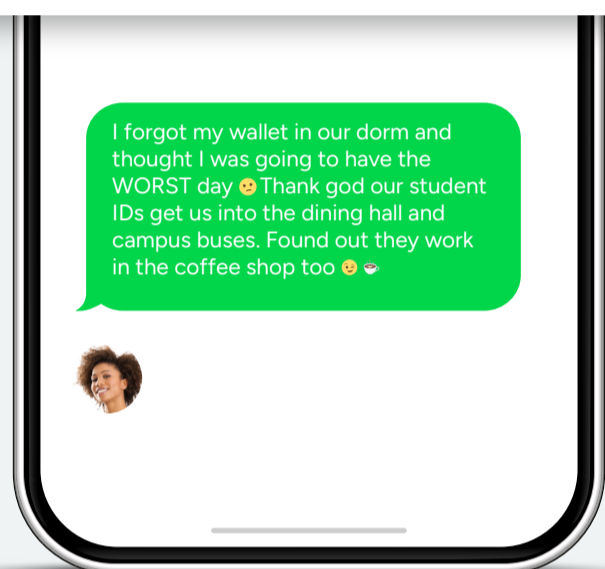 I forgot my wallet in our dorm and
thought I was going to have the
WORST day 😕 Thank god our student
IDs get us into the dining hall and
campus buses. Found out they work
in the coffee shop too 😉 ☕